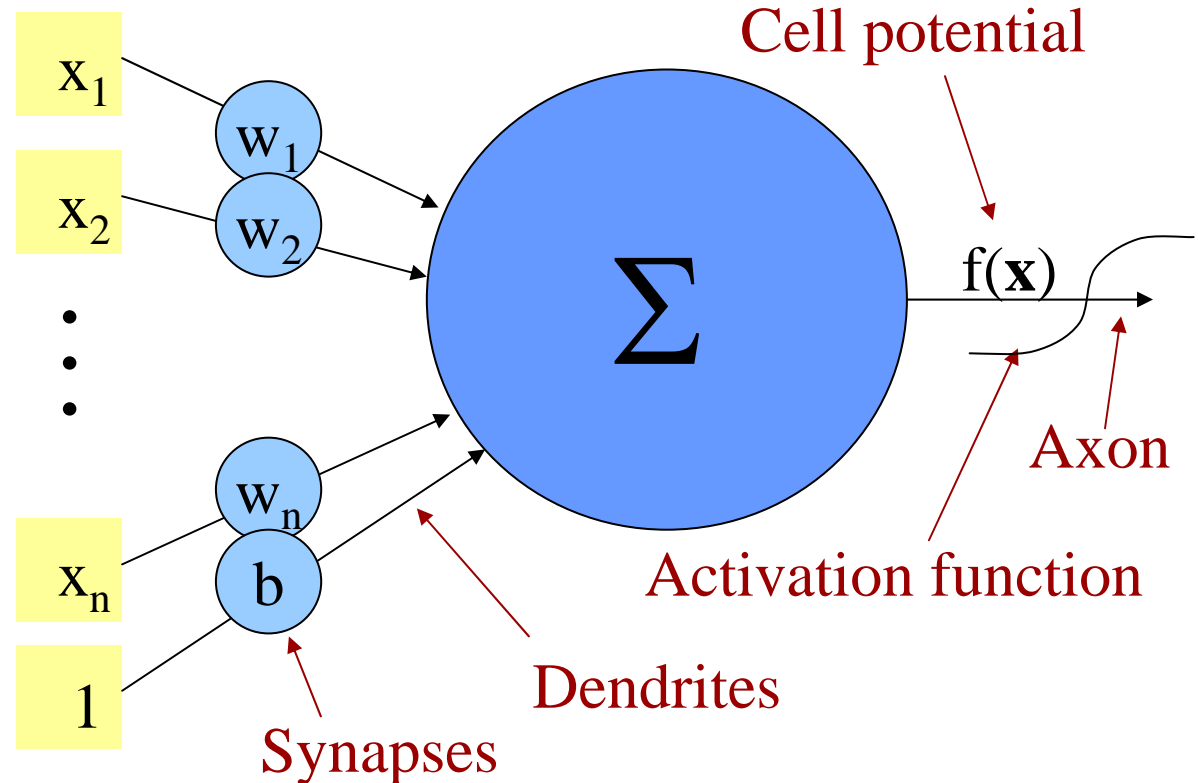 Cell potential
x₁
w₁
x₂
w₂
Σ
f(x)
Axon
wₙ
xₙ
b
Activation function
1
Dendrites
Synapses